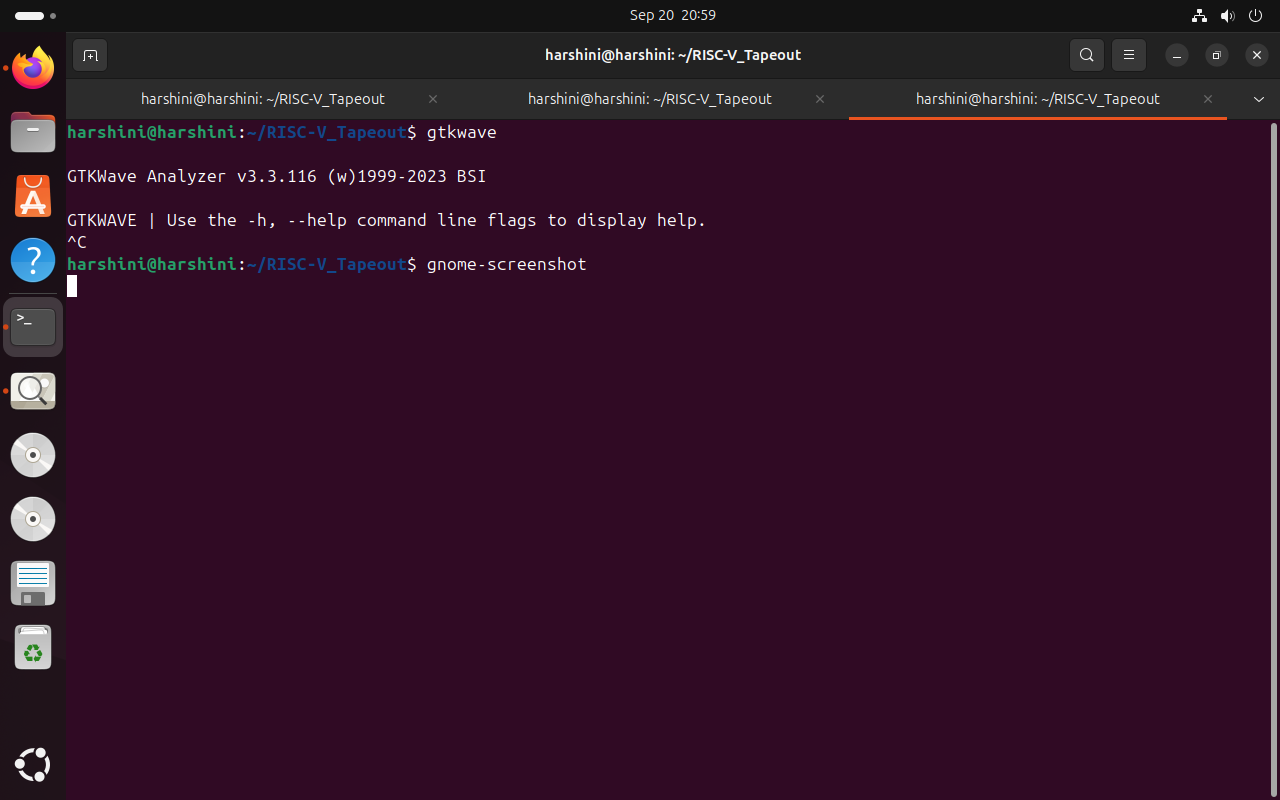 Sep 20 20:59
harshini@harshini: ~/RISC-V_Tapeout
harshini@harshini: ~/RISC-V_Tapeout
harshini@harshini: ~/RISC-V_Tapeout
harshini@harshini: ~/RISC-V_Tapeout
harshini@harshini:~/RISC-V_Tapeout$ gtkwave
GTKWave Analyzer v3.3.116 (w)1999-2023 BSI
GTKWAVE | Use the -h, --help command line flags to display help.
^C
harshini@harshini:~/RISC-V_Tapeout$ gnome-screenshot